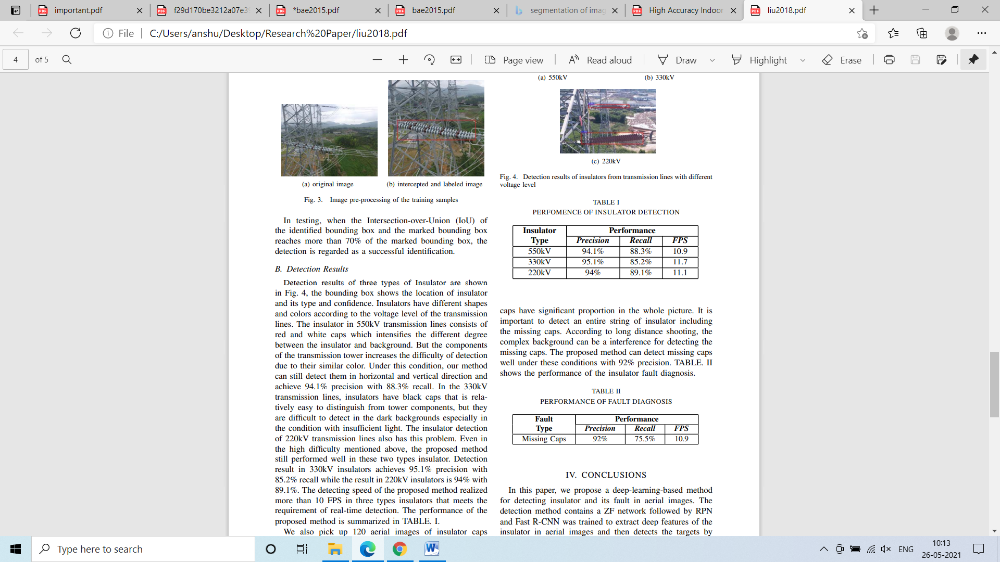 important.pdf
f29d170be3212a07e3
*bae2015.pdf
bae2015.pdf
segmentation of imag
High Accuracy Indoor
liu2018.pdf
File
C:/Users/anshu/Desktop/Research%20Paper/liu2018.pdf
4 of 5
Page view
Read aloud
Draw
Highlight
Erase
(a) original image
(b) intercepted and labeled image
Fig. 3. Image pre-processing of the training samples
In testing, when the Intersection-over-Union (IoU) of
the identified bounding box and the marked bounding box
reaches more than 70% of the marked bounding box, the
detection is regarded as a successful identification.
B. Detection Results
Detection results of three types of Insulator are shown
in Fig. 4, the bounding box shows the location of insulator
and its type and confidence. Insulators have different shapes
and colors according to the voltage level of the transmission
lines. The insulator in 550kV transmission lines consists of
red and white caps which intensifies the different degree
between the insulator and background. But the components
of the transmission tower increases the difficulty of detection
due to their similar color. Under this condition, our method
can still detect them in horizontal and vertical direction and
achieve 94.1% precision with 88.3% recall. In the 330kV
transmission lines, insulators have black caps that is rela-
tively easy to distinguish from tower components, but they
are difficult to detect in the dark backgrounds especially in
the condition with insufficient light. The insulator detection
of 220kV transmission lines also has this problem. Even in
the high difficulty mentioned above, the proposed method
still performed well in these two types insulator. Detection
result in 330kV insulators achieves 95.1% precision with
85.2% recall while the result in 220kV insulators is 94% with
89.1%. The detecting speed of the proposed method realized
more than 10 FPS in three types insulators that meets the
requirement of real-time detection. The performance of the
proposed method is summarized in TABLE. I.
We also pick up 120 aerial images of insulator caps
(a) 550kV
(b) 330kV
(c) 220kV
Fig. 4. Detection results of insulators from transmission lines with different
voltage level
TABLE I
PERFOMENCE OF INSULATOR DETECTION
Insulator Type Performance
Precision Recall FPS
550kV 94.1% 88.3% 10.9
330kV 95.1% 85.2% 11.7
220kV 94% 89.1% 11.1
caps have significant proportion in the whole picture. It is
important to detect an entire string of insulator including
the missing caps. According to long distance shooting, the
complex background can be a interference for detecting the
missing caps. The proposed method can detect missing caps
well under these conditions with 92% precision. TABLE. II
shows the performance of the insulator fault diagnosis.
TABLE II
PERFORMANCE OF FAULT DIAGNOSIS
Fault Type Performance
Precision Recall FPS
Missing Caps 92% 75.5% 10.9
IV. CONCLUSIONS
In this paper, we propose a deep-learning-based method
for detecting insulator and its fault in aerial images. The
detection method contains a ZF network followed by RPN
and Fast R-CNN was trained to extract deep features of the
insulator in aerial images and then detects the targets by
Type here to search
ENG
10:13
26-05-2021